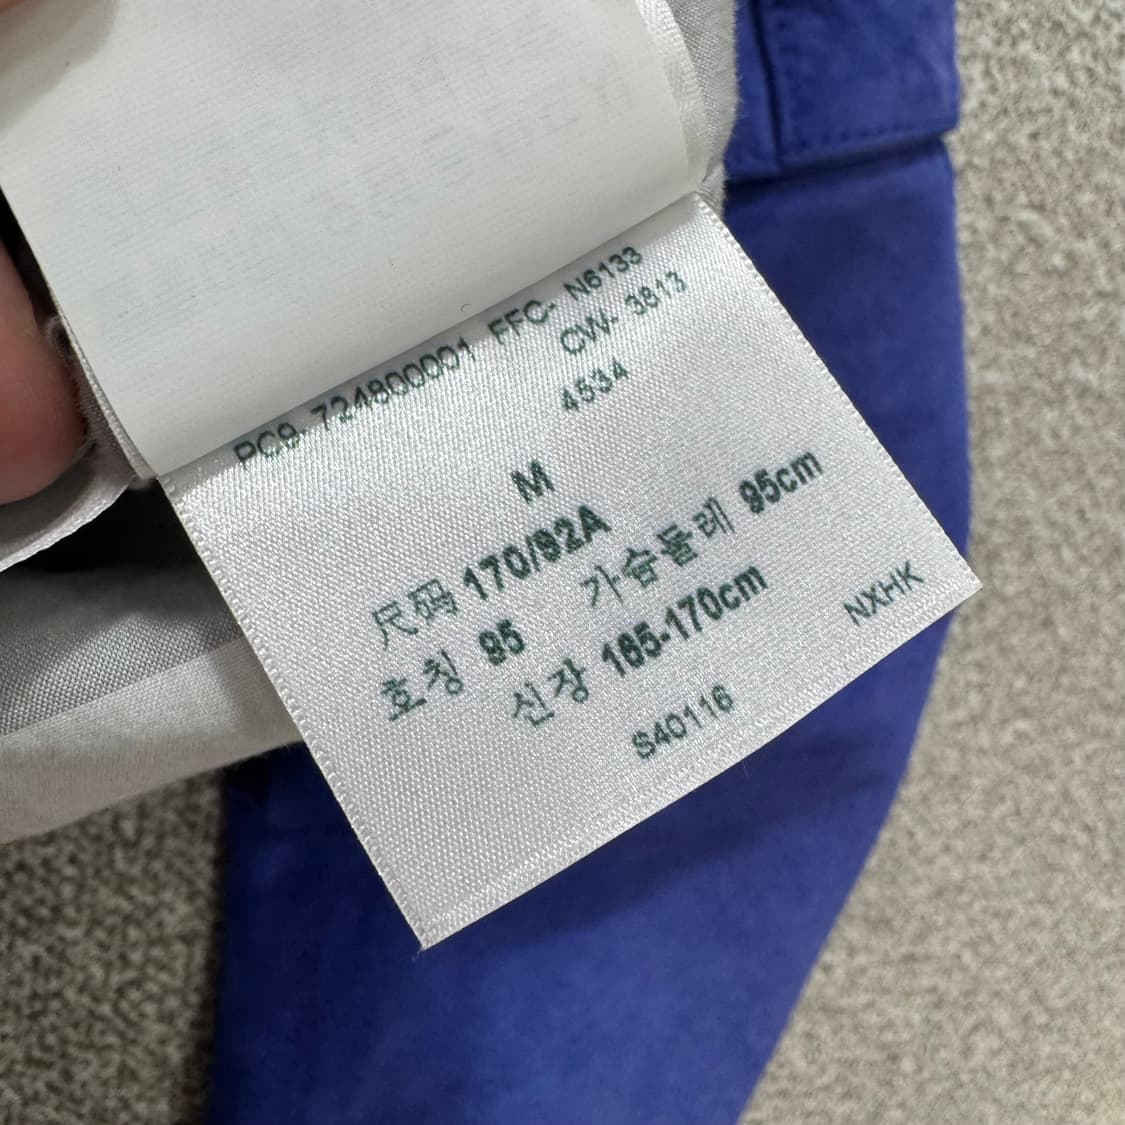 PC9- 724800001 FFC- N6133
CW- 3813
4534
M
尺码 170/92A
호칭 95 가슴둘레 95cm
신장 165-170cm
NXHK
S40116